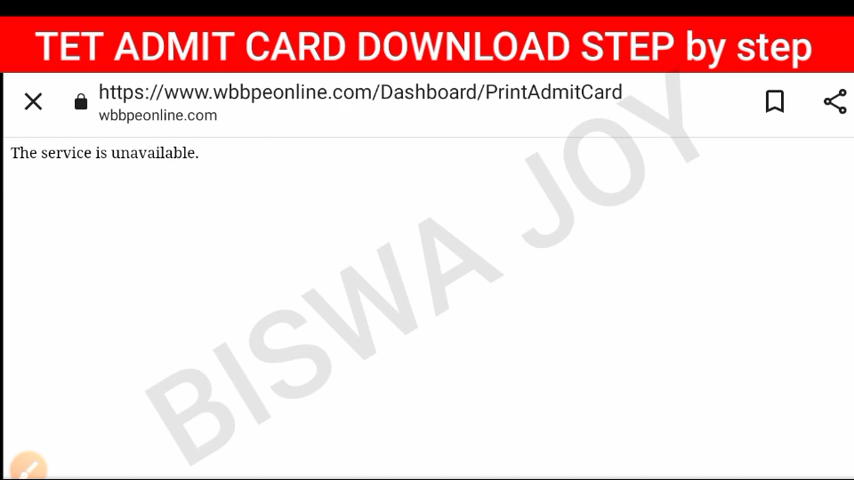 TET ADMIT CARD DOWNLOAD STEP by step
https://www.wbbpeonline.com/Dashboard/PrintAdmitCard
wbbpeonline.com
The service is unavailable.
BISWA JOY